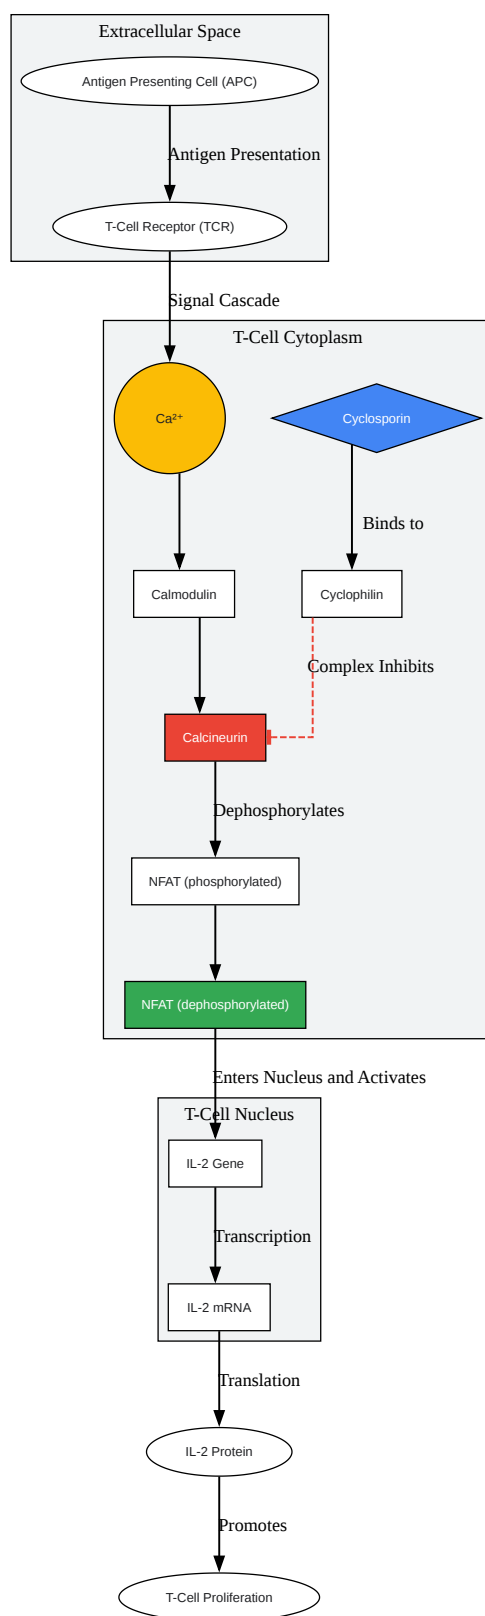 Extracellular Space
Antigen Presenting Cell (APC)
Antigen Presentation
T-Cell Receptor (TCR)
Signal Cascade
T-Cell Cytoplasm
Ca²⁺
Cyclosporin
Binds to
Calmodulin
Cyclophilin
Complex Inhibits
Calcineurin
Dephosphorylates
NFAT (phosphorylated)
NFAT (dephosphorylated)
Enters Nucleus and Activates
T-Cell Nucleus
IL-2 Gene
Transcription
IL-2 mRNA
Translation
IL-2 Protein
Promotes
T-Cell Proliferation